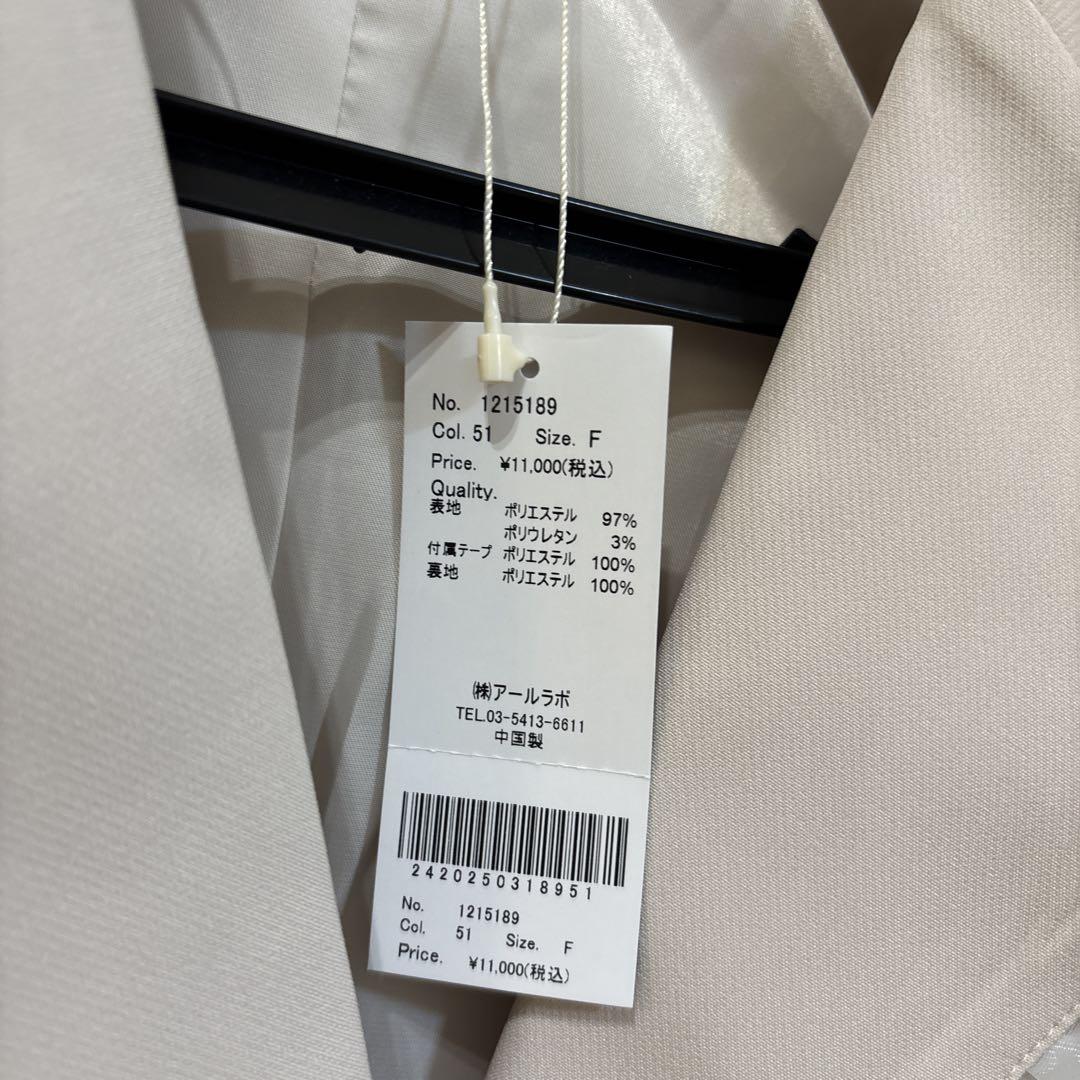 No. 1215189
Col. 51 Size. F
Price. ¥11,000(税込)
Quality.
表地 ポリエステル 97%
ポリウレタン 3%
付属テープ ポリエステル 100%
裏地 ポリエステル 100%
㈱アールラボ
TEL.03-5413-6611
中国製
2420250318951
No. 1215189
Col. 51 Size. F
Price. ¥11,000(税込)